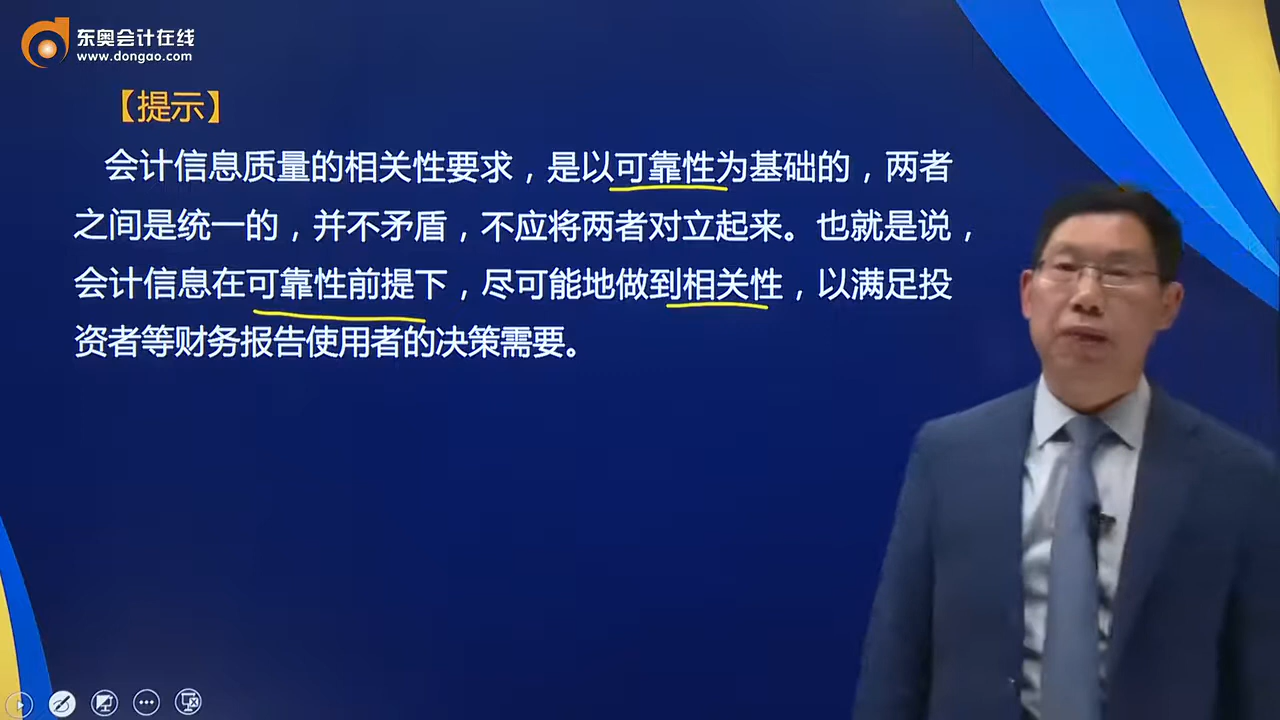 东奥会计在线
www.dongao.com
【提示】
会计信息质量的相关性要求，是以可靠性为基础的，两者
之间是统一的，并不矛盾，不应将两者对立起来。也就是说，
会计信息在可靠性前提下，尽可能地做到相关性，以满足投
资者等财务报告使用者的决策需要。